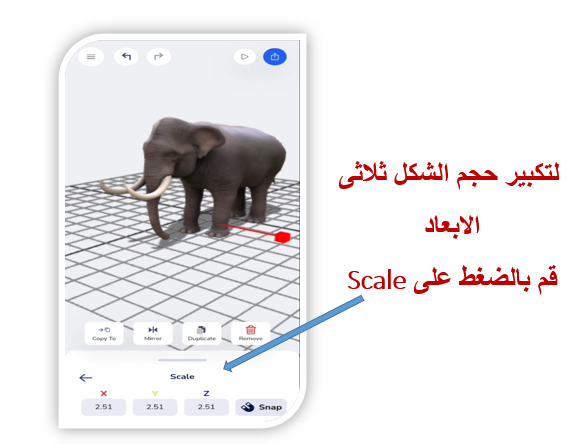 لتكبير حجم الشكل ثلاثى
الابعاد
قم بالضغط على Scale
Copy To Mirror Duplicate Remove
Scale
X Y Z
2.51 2.51 2.51 Snap